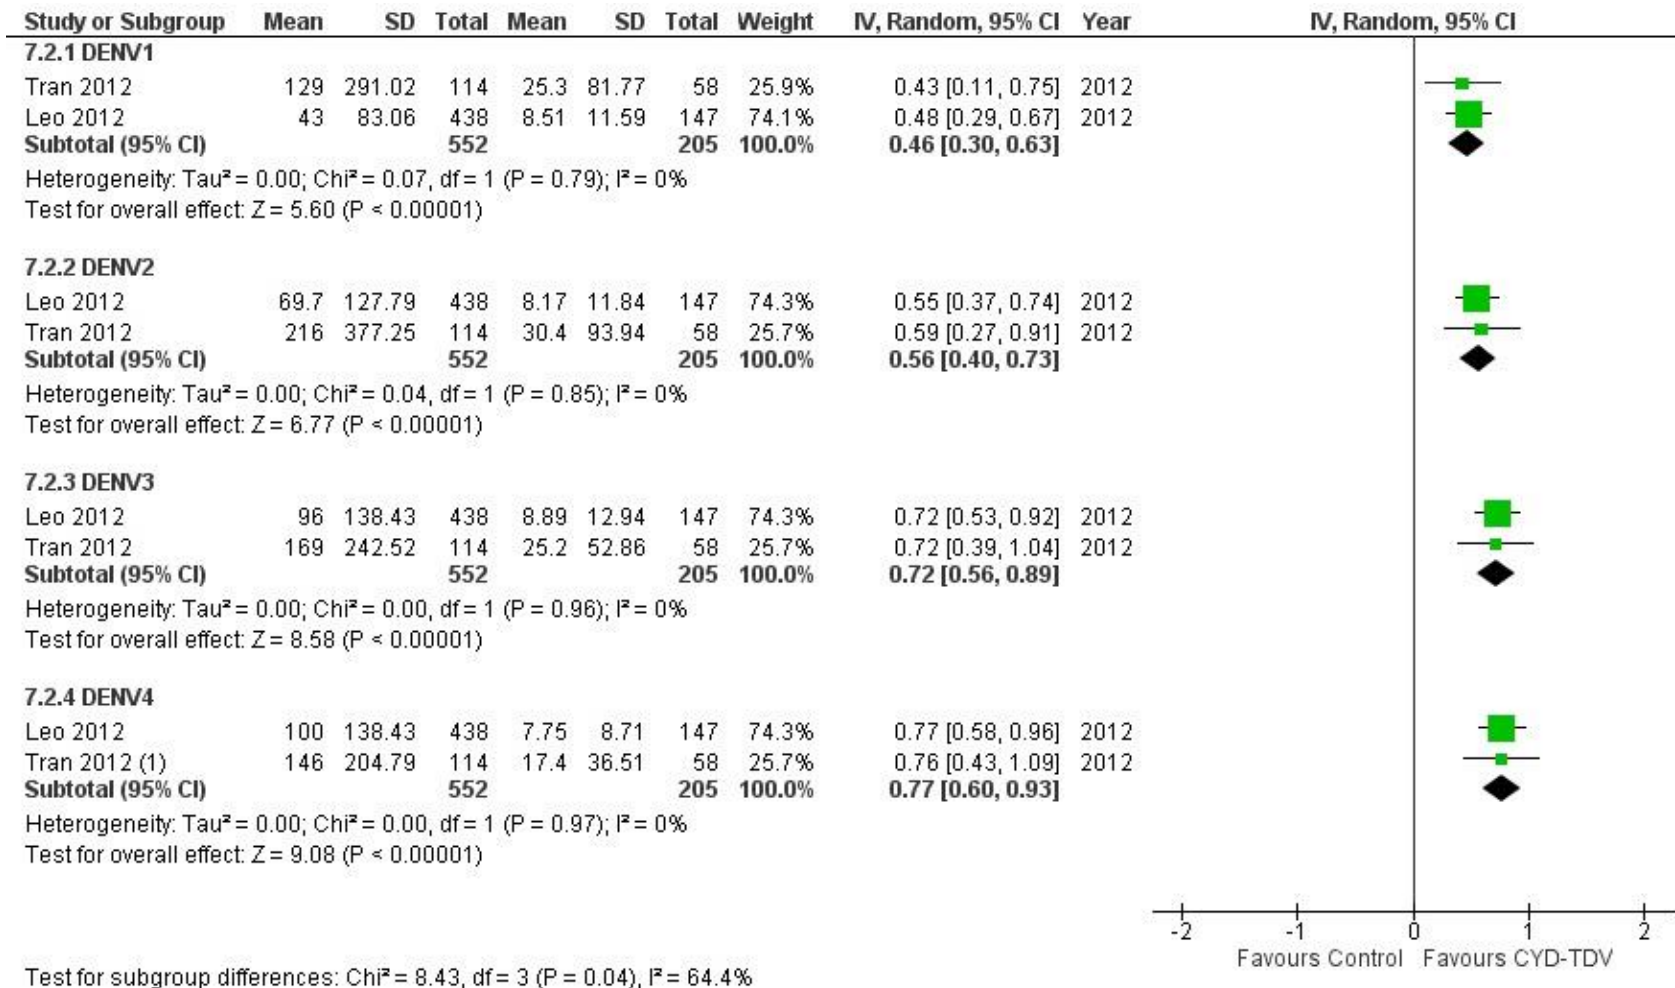 Study or Subgroup Mean SD Total Mean SD Total Weight IV, Random, 95% CI Year IV, Random, 95% CI
7.2.1 DENV1
Tran 2012 129 291.02 114 25.3 81.77 58 25.9% 0.43 [0.11, 0.75] 2012
Leo 2012 43 83.06 438 8.51 11.59 147 74.1% 0.48 [0.29, 0.67] 2012
Subtotal (95% CI) 552 205 100.0% 0.46 [0.30, 0.63]
Heterogeneity: Tau² = 0.00; Chi² = 0.07, df = 1 (P = 0.79); I² = 0%
Test for overall effect: Z = 5.60 (P < 0.00001)
7.2.2 DENV2
Leo 2012 69.7 127.79 438 8.17 11.84 147 74.3% 0.55 [0.37, 0.74] 2012
Tran 2012 216 377.25 114 30.4 93.94 58 25.7% 0.59 [0.27, 0.91] 2012
Subtotal (95% CI) 552 205 100.0% 0.56 [0.40, 0.73]
Heterogeneity: Tau² = 0.00; Chi² = 0.04, df = 1 (P = 0.85); I² = 0%
Test for overall effect: Z = 6.77 (P < 0.00001)
7.2.3 DENV3
Leo 2012 96 138.43 438 8.89 12.94 147 74.3% 0.72 [0.53, 0.92] 2012
Tran 2012 169 242.52 114 25.2 52.86 58 25.7% 0.72 [0.39, 1.04] 2012
Subtotal (95% CI) 552 205 100.0% 0.72 [0.56, 0.89]
Heterogeneity: Tau² = 0.00; Chi² = 0.00, df = 1 (P = 0.96); I² = 0%
Test for overall effect: Z = 8.58 (P < 0.00001)
7.2.4 DENV4
Leo 2012 100 138.43 438 7.75 8.71 147 74.3% 0.77 [0.58, 0.96] 2012
Tran 2012 (1) 146 204.79 114 17.4 36.51 58 25.7% 0.76 [0.43, 1.09] 2012
Subtotal (95% CI) 552 205 100.0% 0.77 [0.60, 0.93]
Heterogeneity: Tau² = 0.00; Chi² = 0.00, df = 1 (P = 0.97); I² = 0%
Test for overall effect: Z = 9.08 (P < 0.00001)
-2 -1 0 1 2
Favours Control Favours CYD-TDV
Test for subgroup differences: Chi² = 8.43, df = 3 (P = 0.04), I² = 64.4%